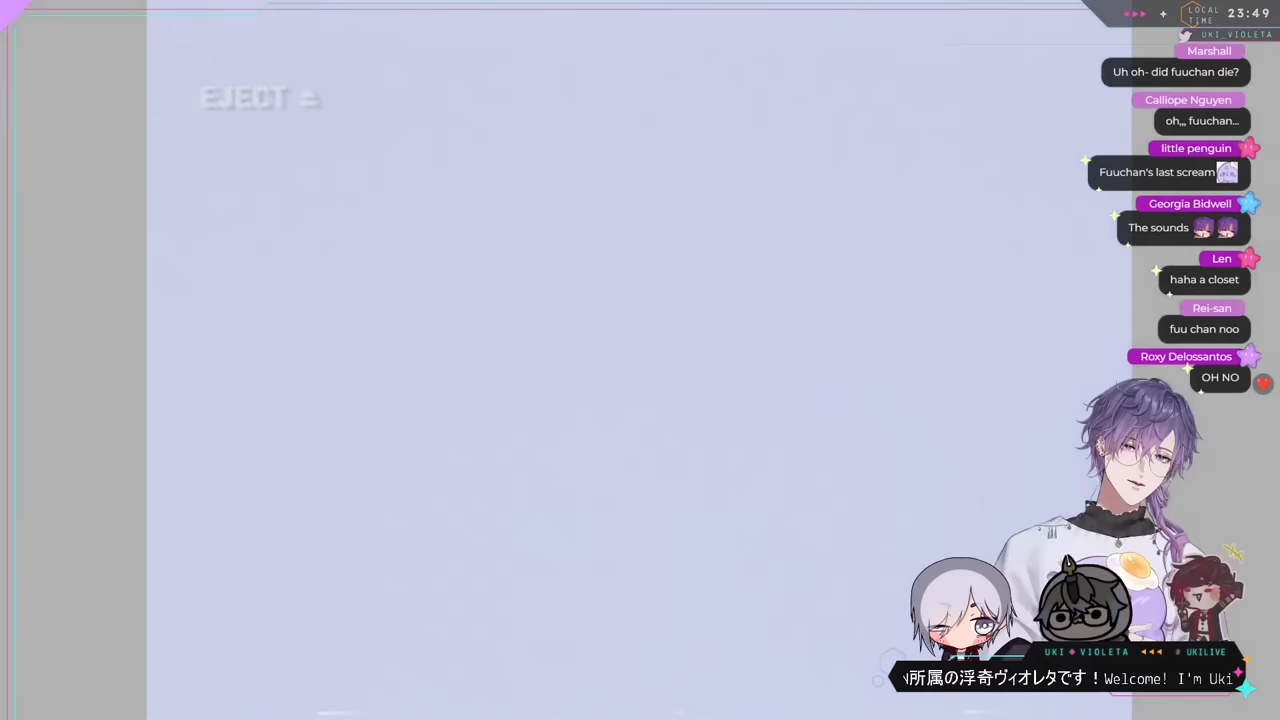 EJECT
LOCAL
TIME
23:49
UKI_VIOLETA
Marshall
Uh oh- did fuuchan die?
Calliope Nguyen
oh,,, fuuchan...
little penguin
Fuuchan's last scream
Georgia Bidwell
The sounds
Len
haha a closet
Rei-san
fuu chan noo
Roxy Delossantos
OH NO
UKI VIOLETA
# UKILIVE
所属の浮奇ヴィオレタです！Welcome! I'm Uki